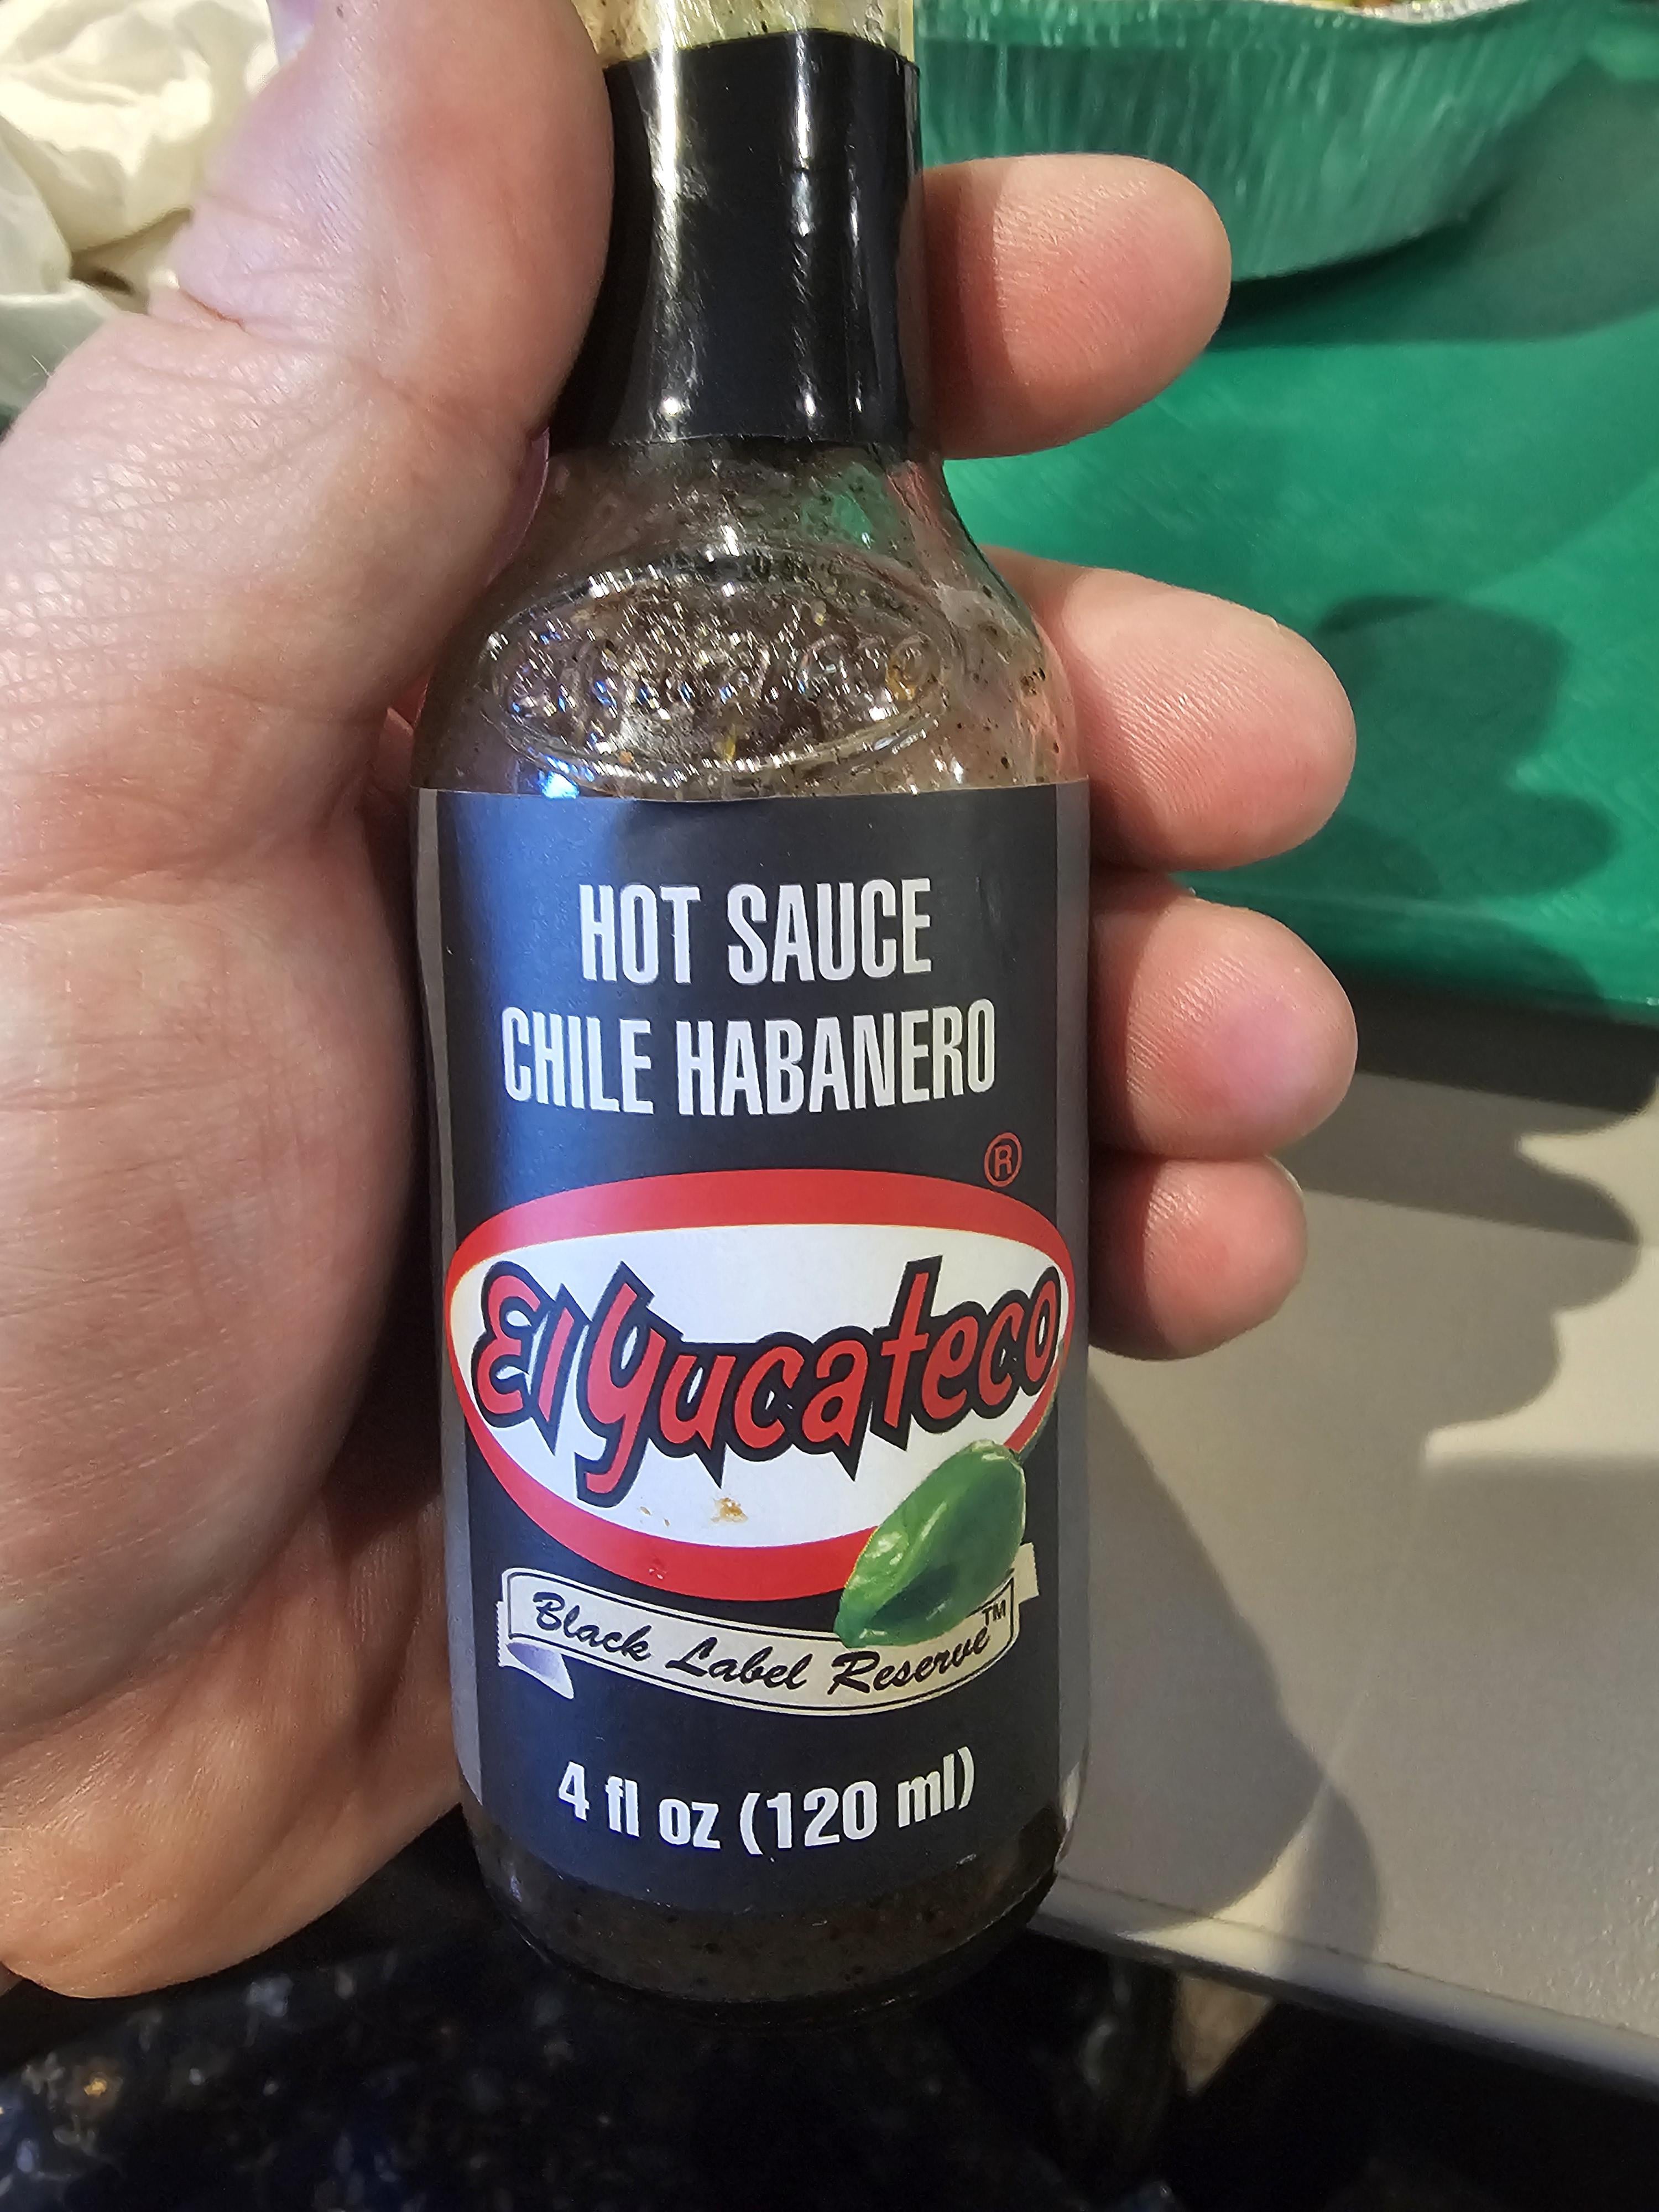 HOT SAUCE
CHILE HABANERO
®
El Yucateco
Black Label Reserve™
4 fl oz (120 ml)